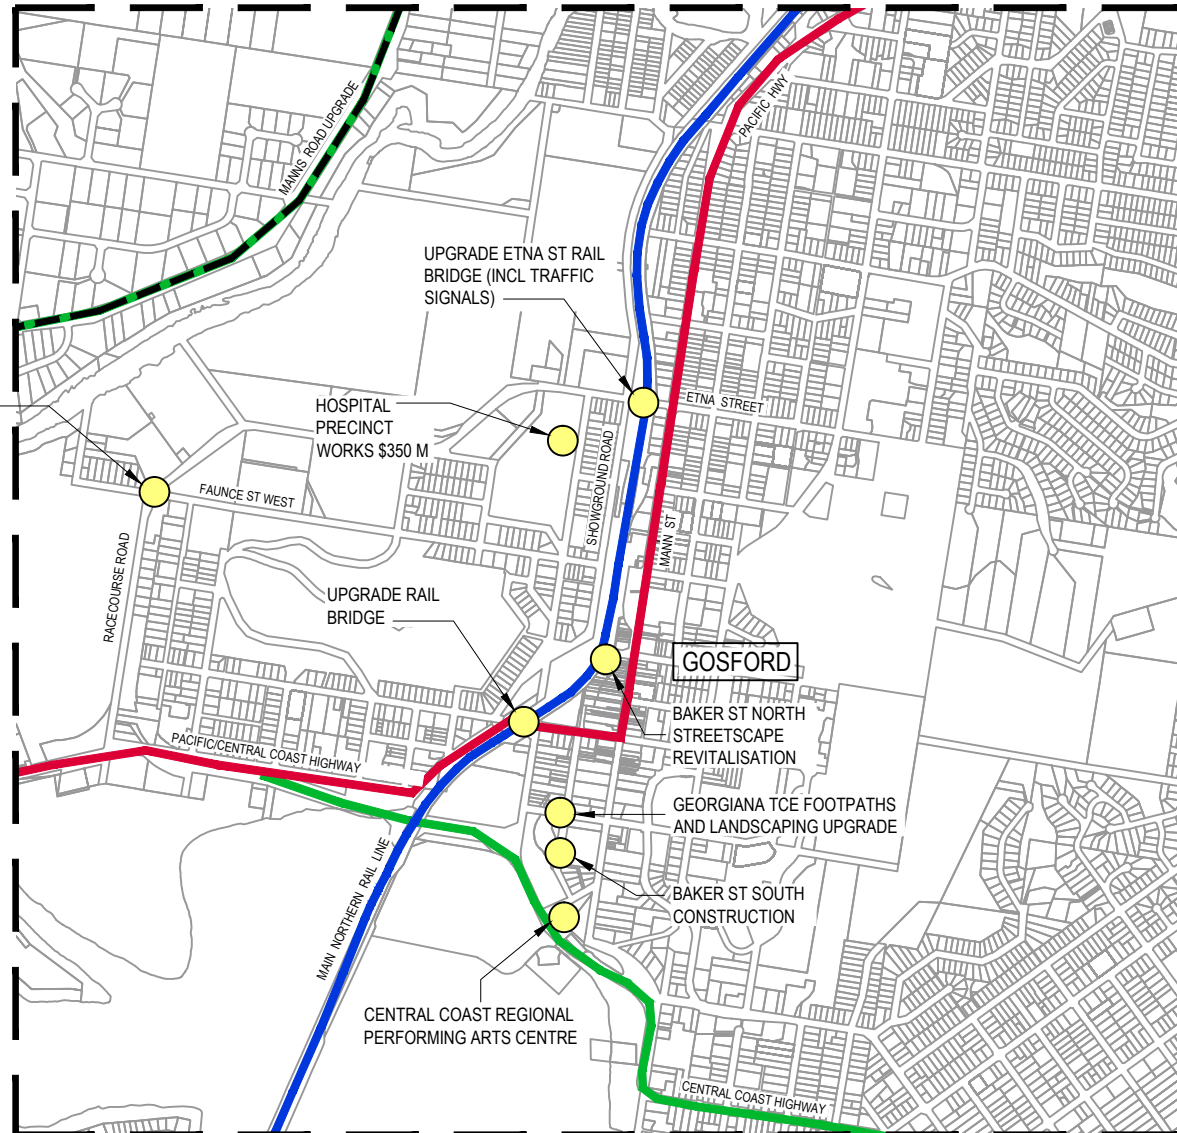 MANNS ROAD UPGRADE
PACIFIC HWY
UPGRADE ETNA ST RAIL
BRIDGE (INCL TRAFFIC
SIGNALS)
HOSPITAL
PRECINCT
WORKS $350 M
ETNA STREET
SHOWGROUND ROAD
FAUNCE ST WEST
MANN ST
RACECOURSE ROAD
UPGRADE RAIL
BRIDGE
GOSFORD
BAKER ST NORTH
STREETSCAPE
REVITALISATION
PACIFIC/CENTRAL COAST HIGHWAY
GEORGIANA TCE FOOTPATHS
AND LANDSCAPING UPGRADE
MAIN NORTHERN RAIL LINE
BAKER ST SOUTH
CONSTRUCTION
CENTRAL COAST REGIONAL
PERFORMING ARTS CENTRE
CENTRAL COAST HIGHWAY